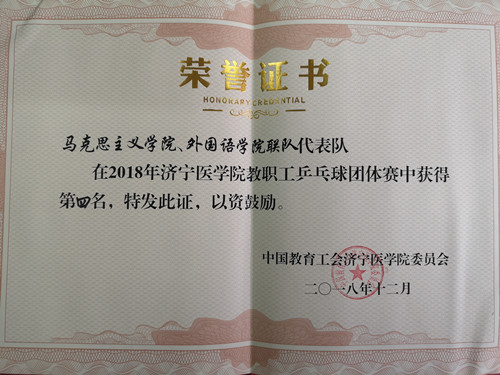 荣誉证书
HONORARY CREDENTIAL
马克思主义学院、外国语学院联队代表队
在2018年济宁医学院教职工乒乓球团体赛中获得
第四名，特发此证，以资鼓励。
中国教育工会济宁医学院委员会
二〇一八年十二月